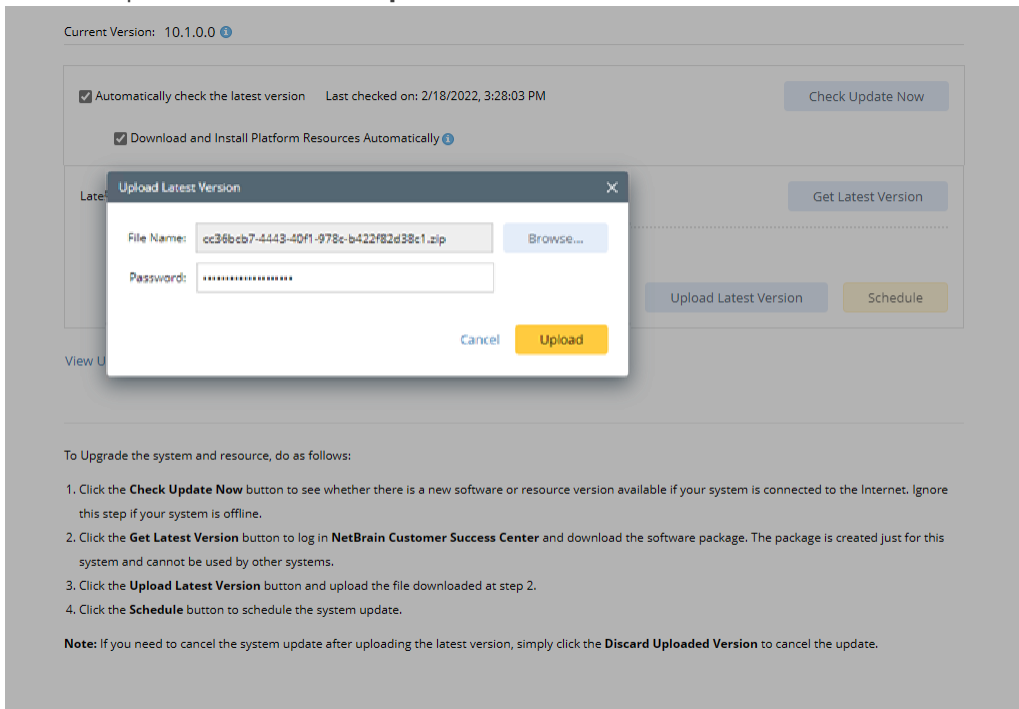 Current Version: 10.1.0.0
Automatically check the latest version Last checked on: 2/18/2022, 3:28:03 PM
Check Update Now
Download and Install Platform Resources Automatically
Get Latest Version
Upload Latest Version
File Name: cc36bcb7-4443-40f1-978c-b422f82d38c1.zip Browse...
Password: ••••••••••••••••••••
Cancel Upload
Upload Latest Version Schedule
View U
To Upgrade the system and resource, do as follows:
1. Click the Check Update Now button to see whether there is a new software or resource version available if your system is connected to the Internet. Ignore
this step if your system is offline.
2. Click the Get Latest Version button to log in NetBrain Customer Success Center and download the software package. The package is created just for this
system and cannot be used by other systems.
3. Click the Upload Latest Version button and upload the file downloaded at step 2.
4. Click the Schedule button to schedule the system update.
Note: If you need to cancel the system update after uploading the latest version, simply click the Discard Uploaded Version to cancel the update.